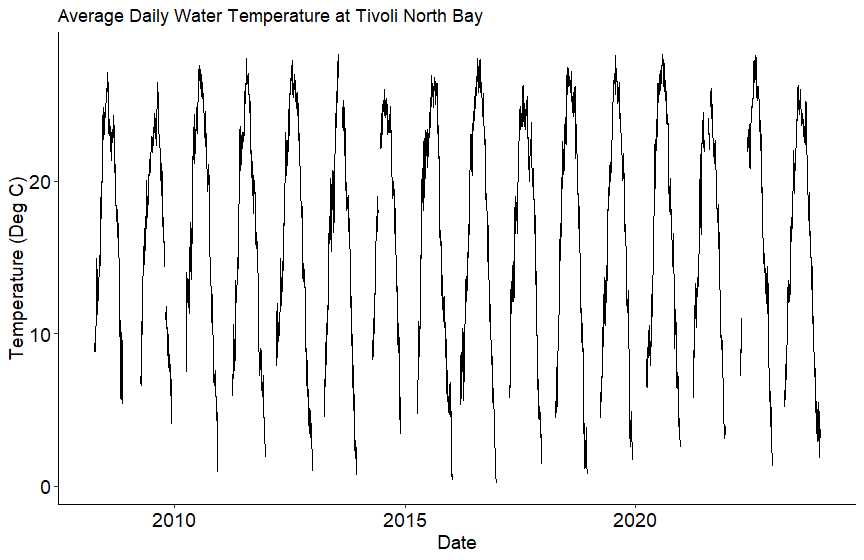 Average Daily Water Temperature at Tivoli North Bay
Temperature (Deg C)
20
10
0
2010 2015 2020
Date